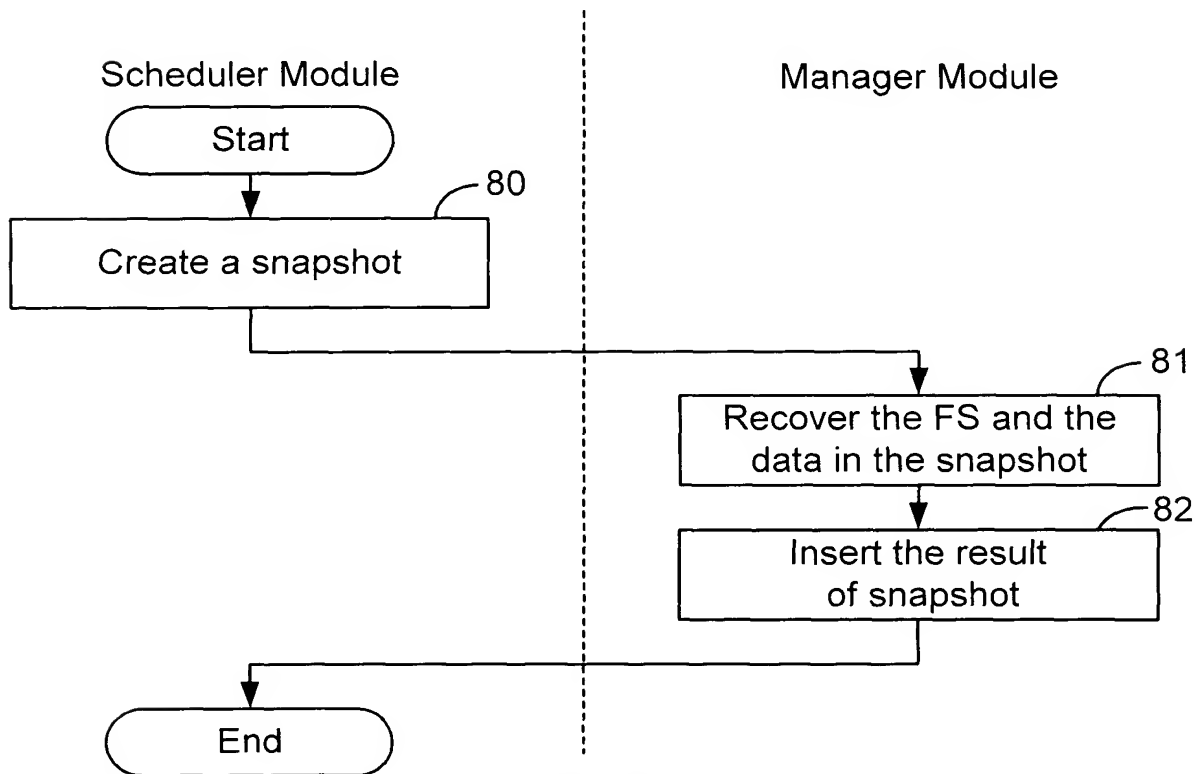 Scheduler Module
Manager Module
Start
80
Create a snapshot
81
Recover the FS and the
data in the snapshot
82
Insert the result
of snapshot
End